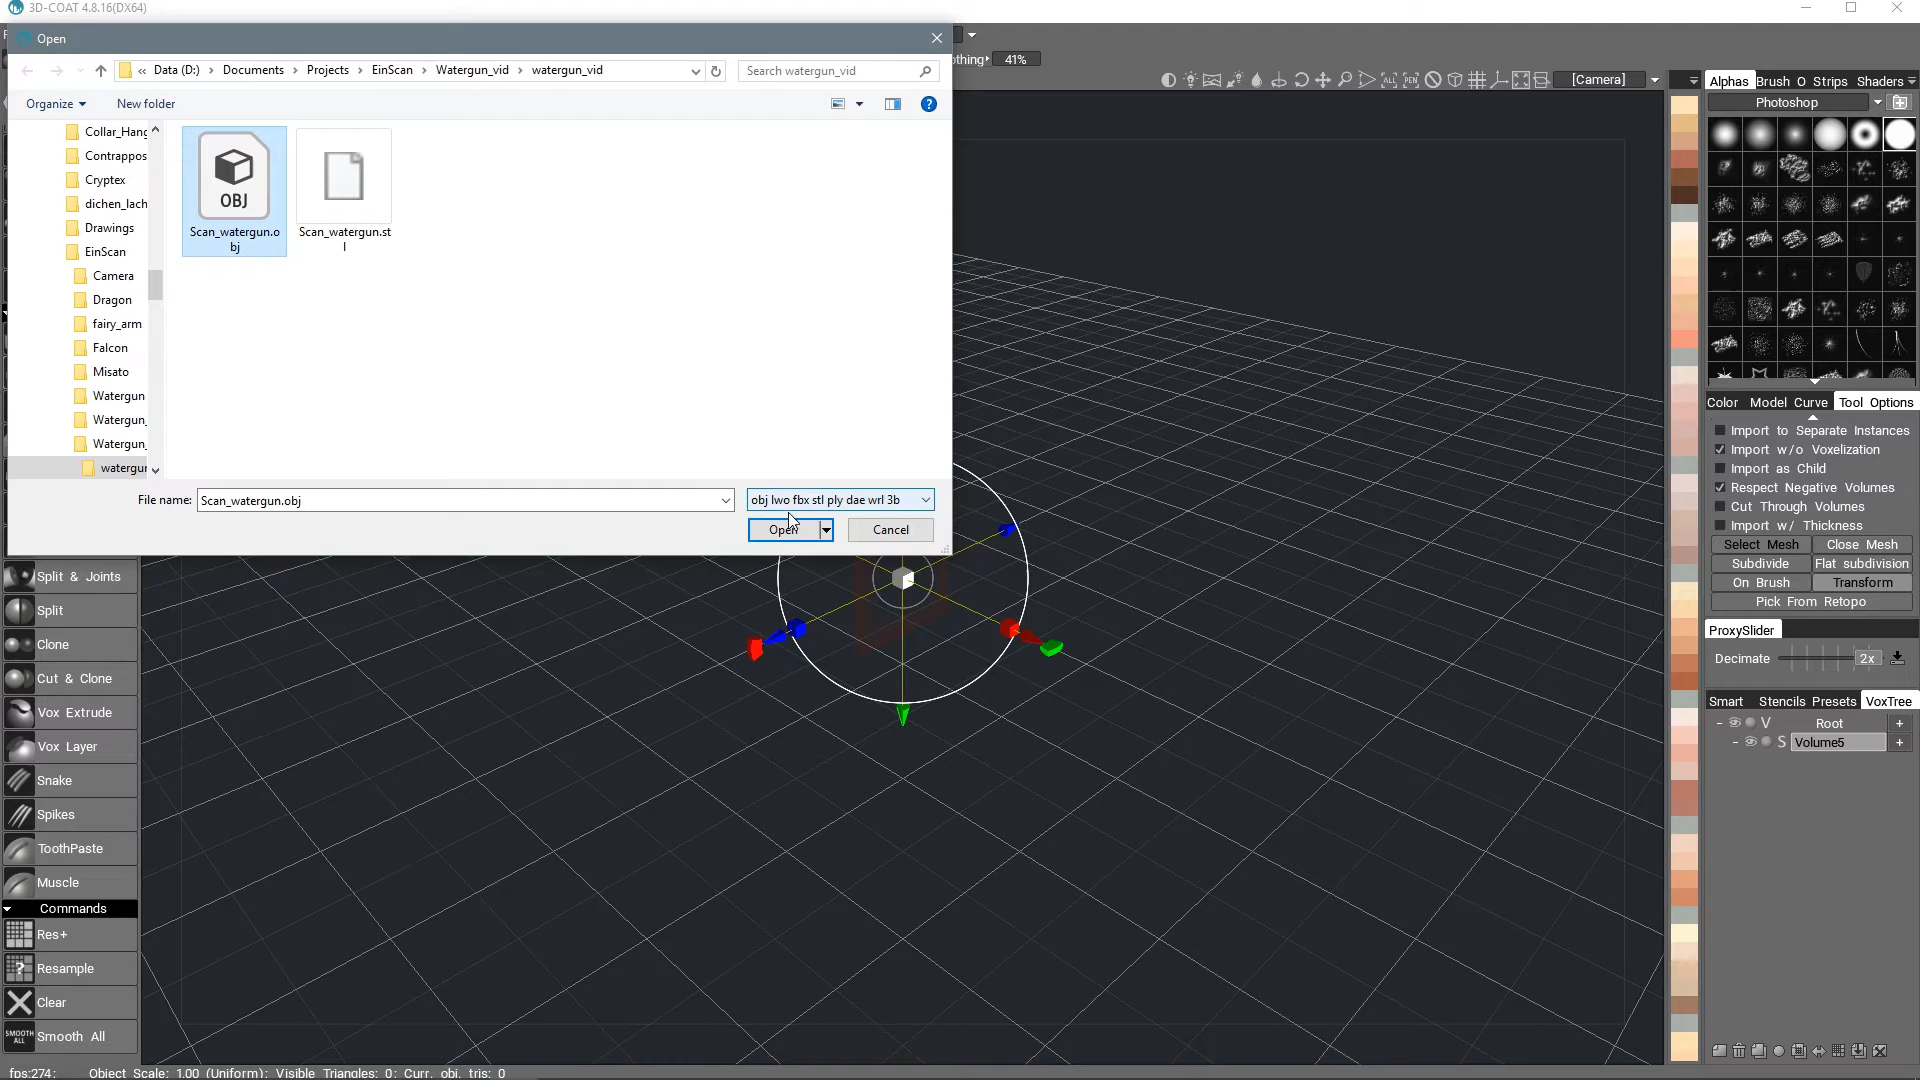 3D-COAT 4.8.16(DX64)
Open
« Data (D:) › Documents › Projects › EinScan › Watergun_vid › watergun_vid
Search watergun_vid
Organize
New folder
Collar_Hang
Contrappos
Cryptex
dichen_lach
Drawings
EinScan
Camera
Dragon
fairy_arm
Falcon
Misato
Watergun
Watergun_
Watergun_
watergun
OBJ
Scan_watergun.o
bj
Scan_watergun.st
l
File name: Scan_watergun.obj
obj lwo fbx stl ply dae wrl 3b
Open
Cancel
othing 41%
ALL
PEN
[Camera]
Alphas Brush O Strips Shaders
Photoshop
Color Model Curve Tool Options
Import to Separate Instances
Import w/o Voxelization
Import as Child
Respect Negative Volumes
Cut Through Volumes
Import w/ Thickness
Select Mesh Close Mesh
Subdivide Flat subdivision
On Brush Transform
Pick From Retopo
ProxySlider
Decimate 2x
Smart Stencils Presets VoxTree
– V Root +
– S Volume5 +
Split & Joints
Split
Clone
Cut & Clone
Vox Extrude
Vox Layer
Snake
Spikes
ToothPaste
Muscle
Commands
Res+
? Resample
Clear
SMOOTH
ALL
Smooth All
fps:274; Object Scale: 1.00 (Uniform); Visible Triangles: 0; Curr. obj. tris: 0